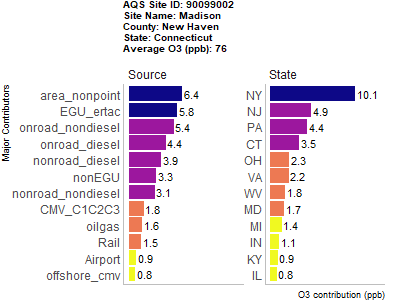 AQS Site ID: 90099002
Site Name: Madison
County: New Haven
State: Connecticut
Average O3 (ppb): 76
Major Contributors
Source
area_nonpoint 6.4
EGU_ertac 5.8
onroad_nondiesel 5.4
onroad_diesel 4.4
nonroad_diesel 3.9
nonEGU 3.3
nonroad_nondiesel 3.1
CMV_C1C2C3 1.8
oilgas 1.6
Rail 1.5
Airport 0.9
offshore_cmv 0.8
State
NY 10.1
NJ 4.9
PA 4.4
CT 3.5
OH 2.3
VA 2.2
WV 1.8
MD 1.7
MI 1.4
IN 1.1
KY 0.9
IL 0.8
O3 contribution (ppb)